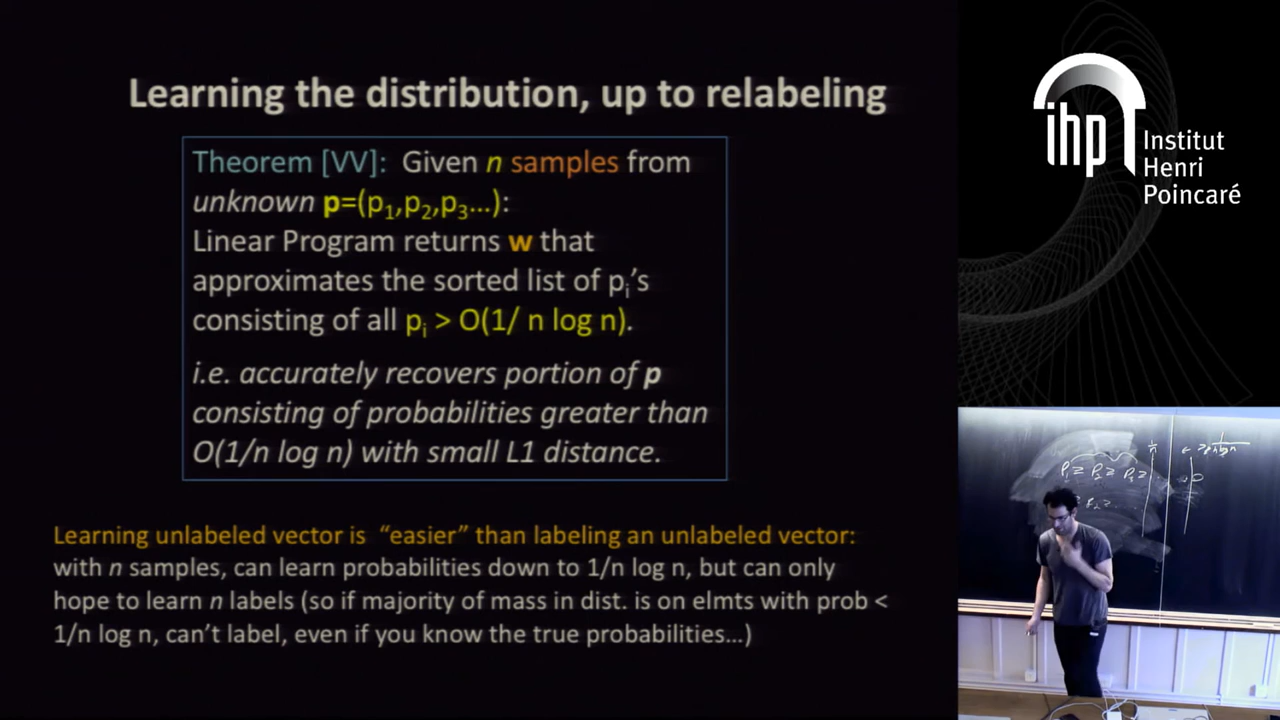 Learning the distribution, up to relabeling
Theorem [VV]: Given n samples from
unknown p=(p1,p2,p3...):
Linear Program returns w that
approximates the sorted list of pi's
consisting of all pi > O(1/ n log n).
i.e. accurately recovers portion of p
consisting of probabilities greater than
O(1/n log n) with small L1 distance.
Learning unlabeled vector is "easier" than labeling an unlabeled vector:
with n samples, can learn probabilities down to 1/n log n, but can only
hope to learn n labels (so if majority of mass in dist. is on elmts with prob <
1/n log n, can't label, even if you know the true probabilities...)
ihp
Institut
Henri
Poincaré
P1 ≥ P2 ≥ P3 ≥